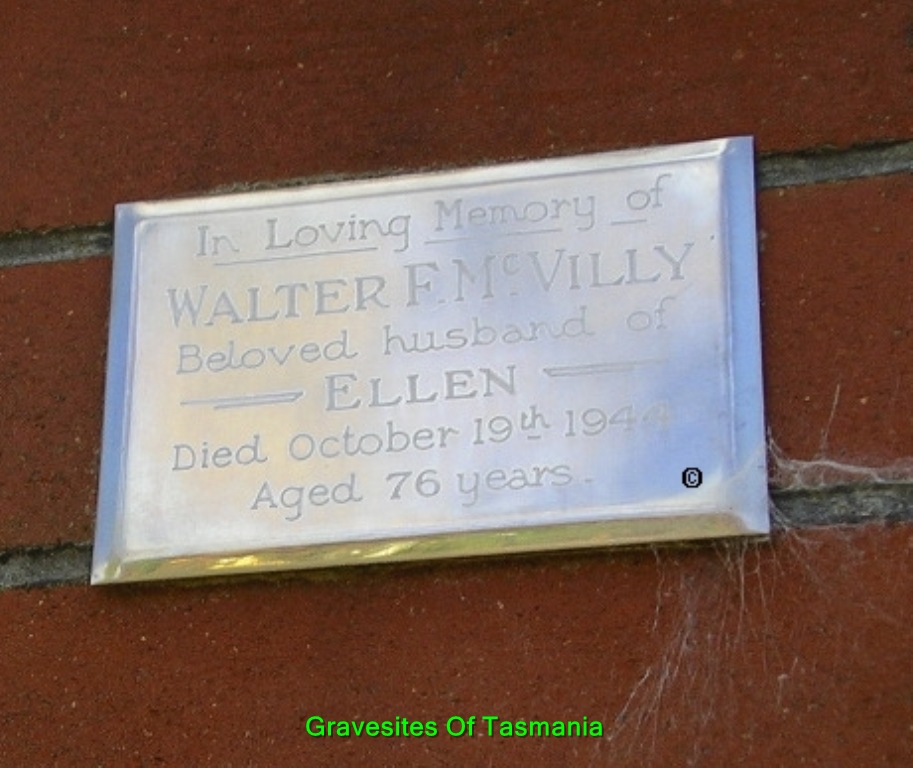 In Loving Memory of
WALTER F. McVILLY
Beloved husband of
ELLEN
Died October 19th 1944
Aged 76 years.
©
Gravesites Of Tasmania